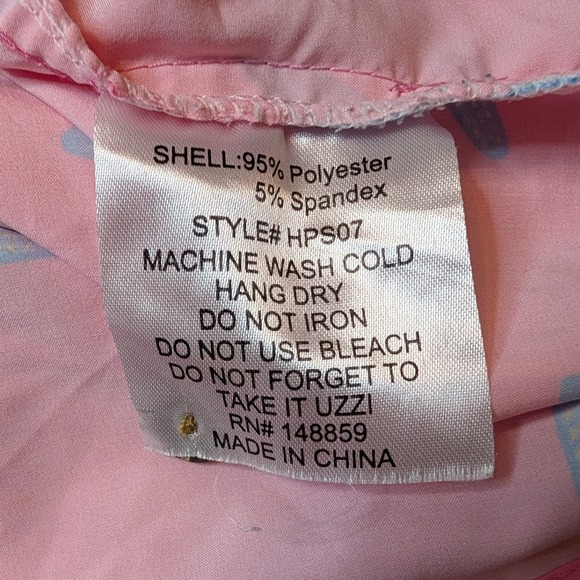 SHELL:95% Polyester
5% Spandex
STYLE# HPS07
MACHINE WASH COLD
HANG DRY
DO NOT IRON
DO NOT USE BLEACH
DO NOT FORGET TO
TAKE IT UZZI
RN# 148859
MADE IN CHINA